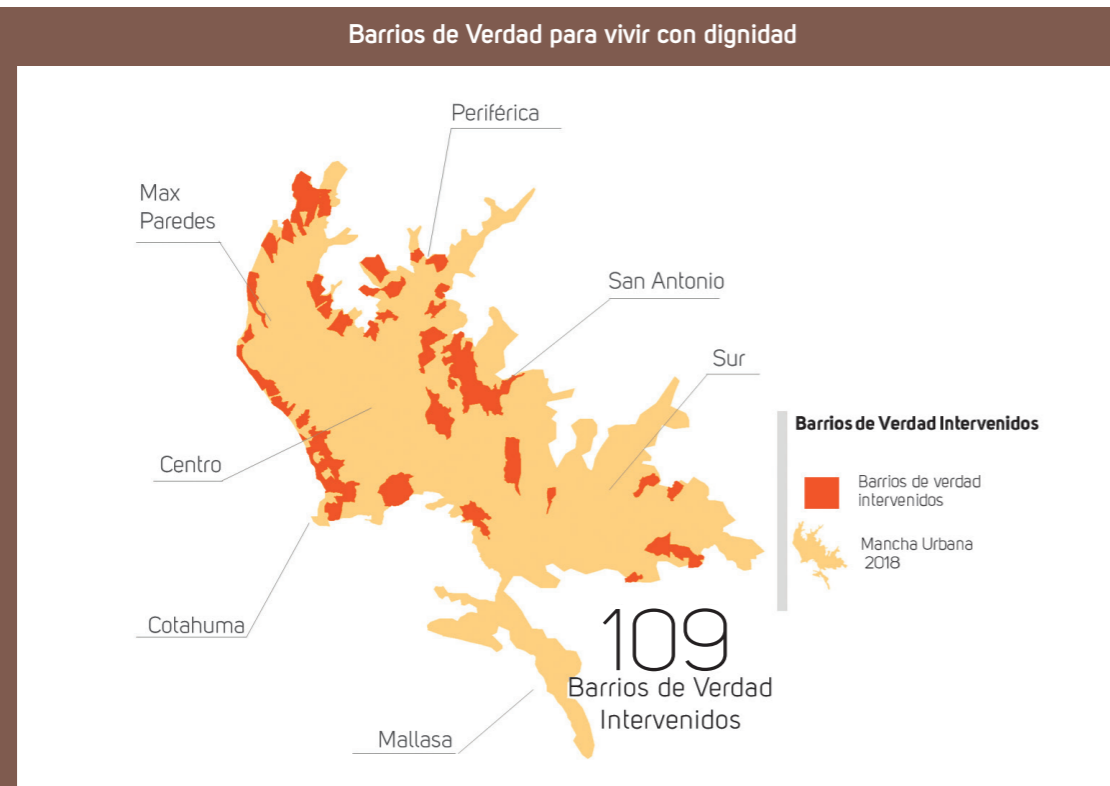 Barrios de Verdad para vivir con dignidad
Periférica
Max
Paredes
San Antonio
Sur
Centro
Cotahuma
Mallasa
109
Barrios de Verdad
Intervenidos
Barrios de Verdad Intervenidos
Barrios de verdad
intervenidos
Mancha Urbana
2018